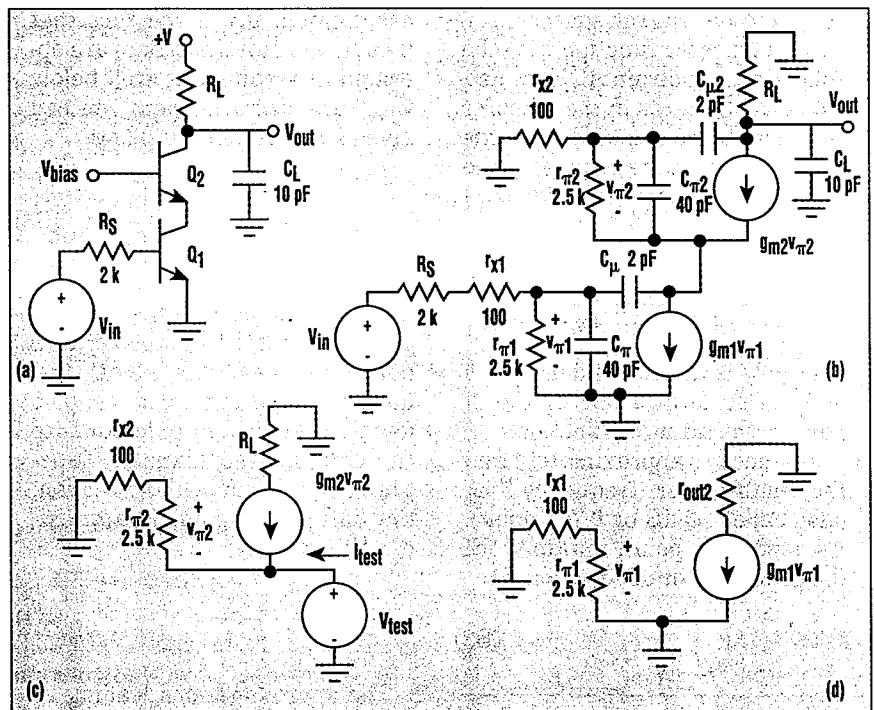 +V
R_L
V_out
V_bias
Q_2
C_L
10 pF
R_S
2 k
Q_1
V_in
+
-
(a)
r_x2
100
C_μ2
2 pF
R_L
V_out
r_π2
2.5 k
+
v_π2
-
C_π2
40 pF
C_L
10 pF
g_m2v_π2
C_μ 2 pF
R_S
2 k
r_x1
100
V_in
+
-
r_π1
2.5 k
+
v_π1
-
C_π
40 pF
g_m1v_π1
(b)
r_x2
100
R_L
r_π2
2.5 k
+
v_π2
-
g_m2v_π2
I_test
+
-
V_test
(c)
r_x1
100
r_out2
r_π1
2.5 k
+
v_π1
-
g_m1v_π1
(d)